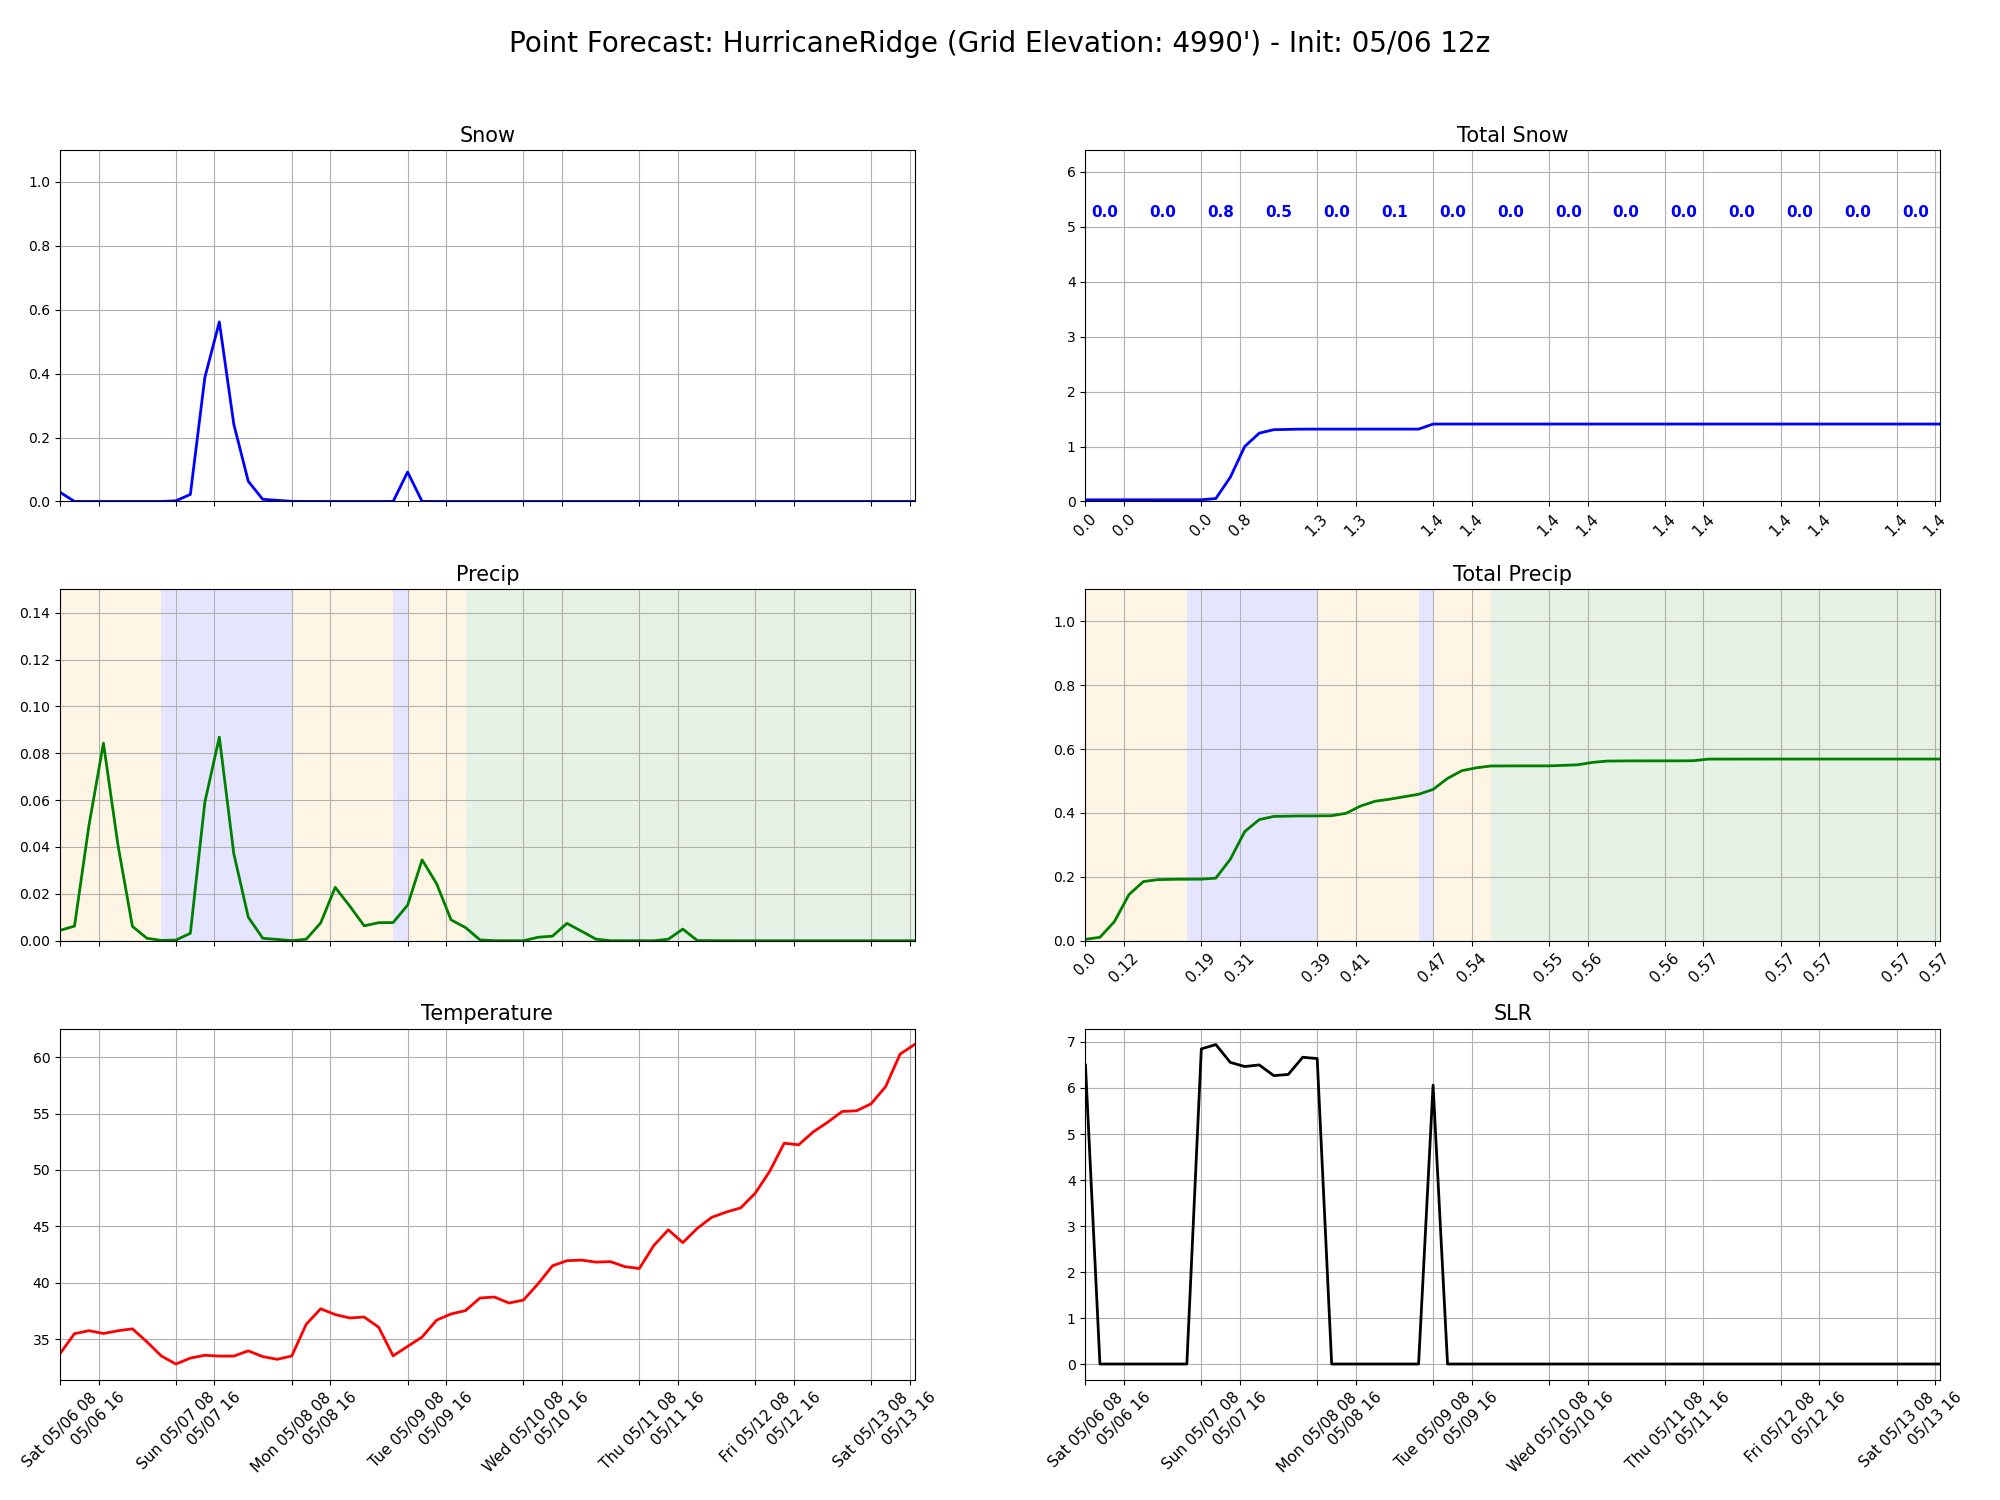 Point Forecast: HurricaneRidge (Grid Elevation: 4990') - Init: 05/06 12z
Snow
1.0
0.8
0.6
0.4
0.2
0.0
Total Snow
6
5
4
3
2
1
0
0.0 0.0 0.8 0.5 0.0 0.1 0.0 0.0 0.0 0.0 0.0 0.0 0.0 0.0 0.0
0.0 0.0 0.0 0.8 1.3 1.3 1.4 1.4 1.4 1.4 1.4 1.4 1.4 1.4 1.4 1.4
Precip
0.14
0.12
0.10
0.08
0.06
0.04
0.02
0.00
Total Precip
1.0
0.8
0.6
0.4
0.2
0.0
0.0 0.12 0.19 0.31 0.39 0.41 0.47 0.54 0.55 0.56 0.56 0.57 0.57 0.57 0.57 0.57
Temperature
60
55
50
45
40
35
Sat 05/06 08
05/06 16
Sun 05/07 08
05/07 16
Mon 05/08 08
05/08 16
Tue 05/09 08
05/09 16
Wed 05/10 08
05/10 16
Thu 05/11 08
05/11 16
Fri 05/12 08
05/12 16
Sat 05/13 08
05/13 16
SLR
7
6
5
4
3
2
1
0
Sat 05/06 08
05/06 16
Sun 05/07 08
05/07 16
Mon 05/08 08
05/08 16
Tue 05/09 08
05/09 16
Wed 05/10 08
05/10 16
Thu 05/11 08
05/11 16
Fri 05/12 08
05/12 16
Sat 05/13 08
05/13 16